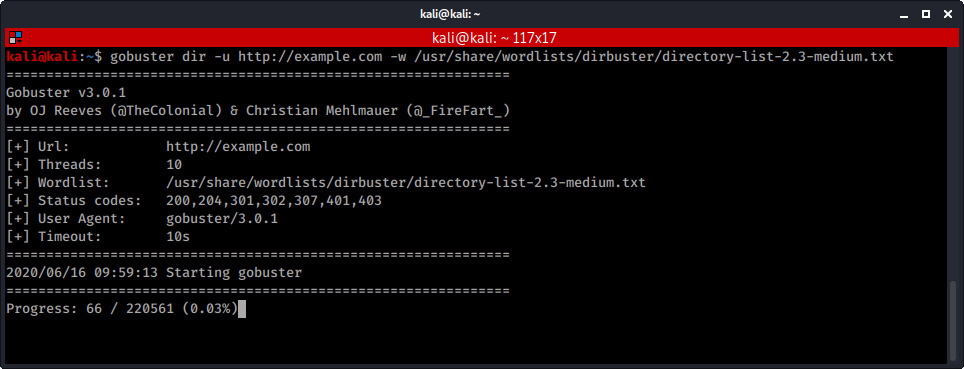 kali@kali: ~
kali@kali: ~ 117x17
kali@kali:~$ gobuster dir -u http://example.com -w /usr/share/wordlists/dirbuster/directory-list-2.3-medium.txt
===============================================================
Gobuster v3.0.1
by OJ Reeves (@TheColonial) & Christian Mehlmauer (@_FireFart_)
===============================================================
[+] Url:            http://example.com
[+] Threads:        10
[+] Wordlist:       /usr/share/wordlists/dirbuster/directory-list-2.3-medium.txt
[+] Status codes:   200,204,301,302,307,401,403
[+] User Agent:     gobuster/3.0.1
[+] Timeout:        10s
===============================================================
2020/06/16 09:59:13 Starting gobuster
===============================================================
Progress: 66 / 220561 (0.03%)